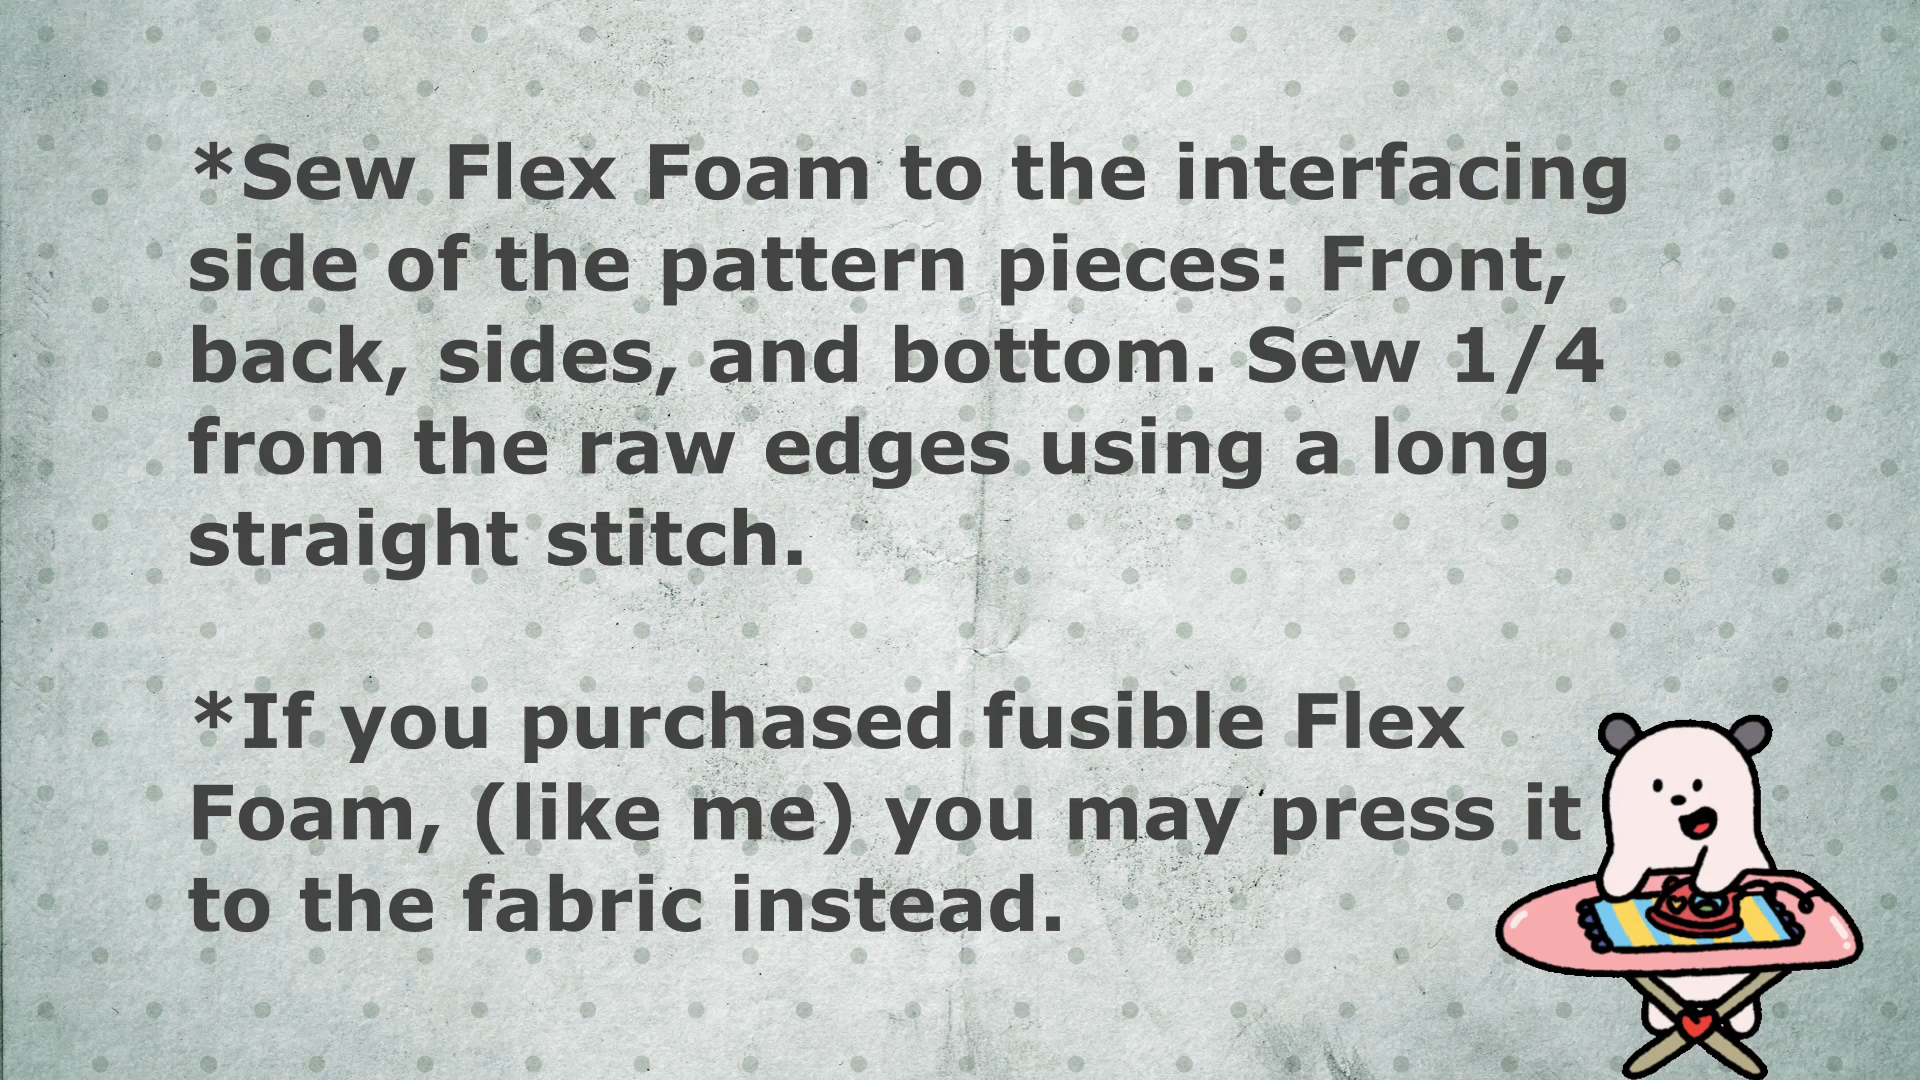 *Sew Flex Foam to the interfacing
side of the pattern pieces: Front,
back, sides, and bottom. Sew 1/4
from the raw edges using a long
straight stitch.
*If you purchased fusible Flex
Foam, (like me) you may press it
to the fabric instead.